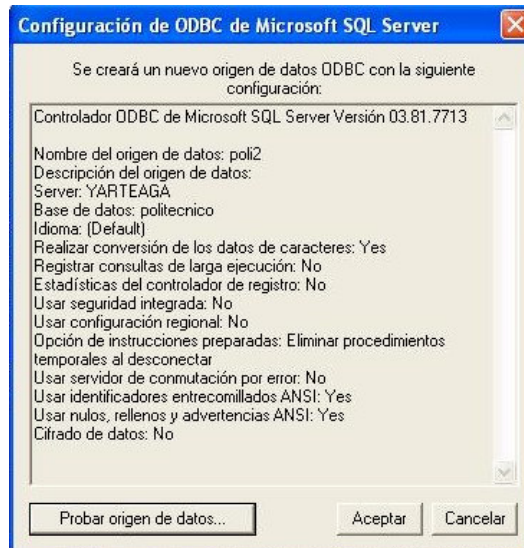 Configuración de ODBC de Microsoft SQL Server
Se creará un nuevo origen de datos ODBC con la siguiente
configuración:
Controlador ODBC de Microsoft SQL Server Versión 03.81.7713
Nombre del origen de datos: poli2
Descripción del origen de datos:
Server: YARTEAGA
Base de datos: politecnico
Idioma: (Default)
Realizar conversión de los datos de caracteres: Yes
Registrar consultas de larga ejecución: No
Estadísticas del controlador de registro: No
Usar seguridad integrada: No
Usar configuración regional: No
Opción de instrucciones preparadas: Eliminar procedimientos
temporales al desconectar
Usar servidor de conmutación por error: No
Usar identificadores entrecomillados ANSI: Yes
Usar nulos, rellenos y advertencias ANSI: Yes
Cifrado de datos: No
Probar origen de datos... Aceptar Cancelar